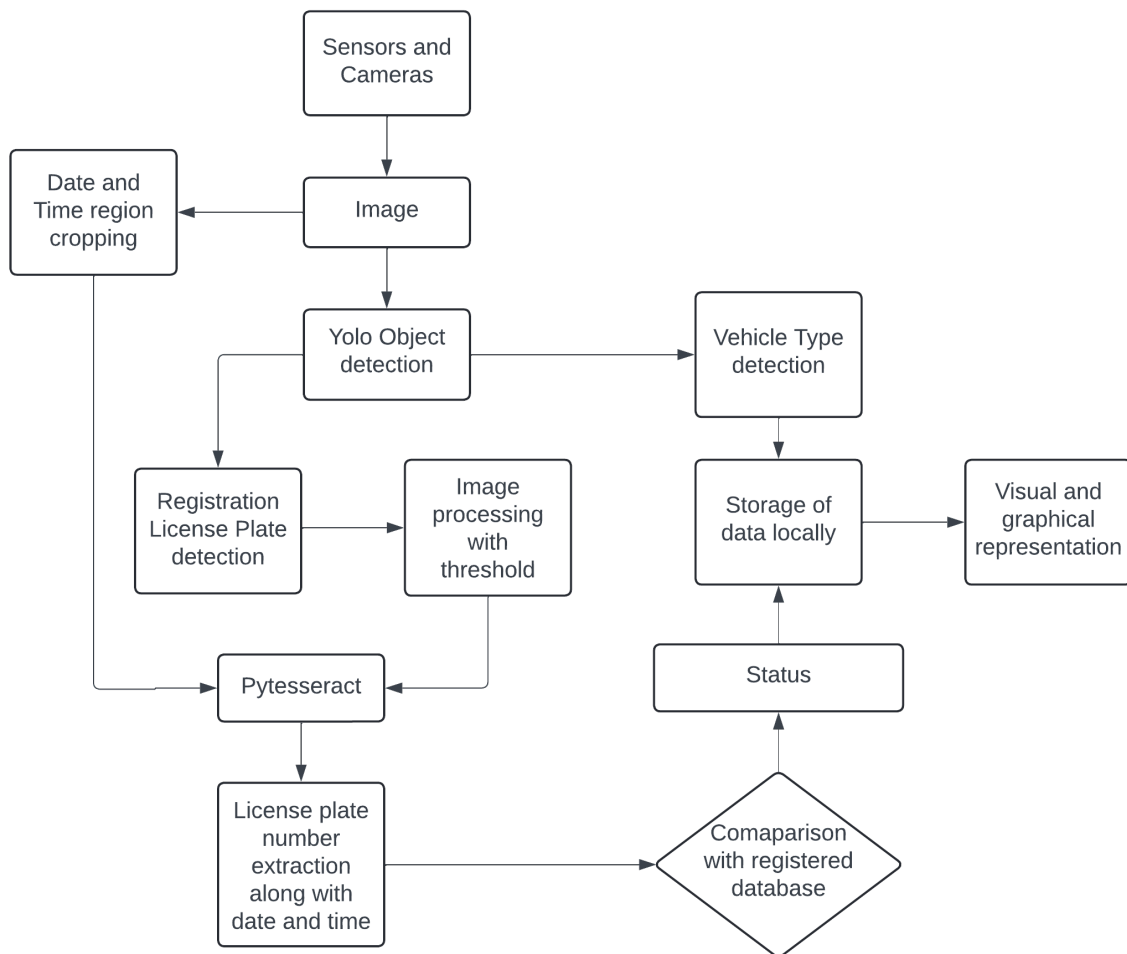 Sensors and
Cameras
Date and
Time region
cropping
Image
Yolo Object
detection
Vehicle Type
detection
Registration
License Plate
detection
Image
processing
with
threshold
Storage of
data locally
Visual and
graphical
representation
Pytesseract
Status
License plate
number
extraction
along with
date and time
Comaparison
with registered
database